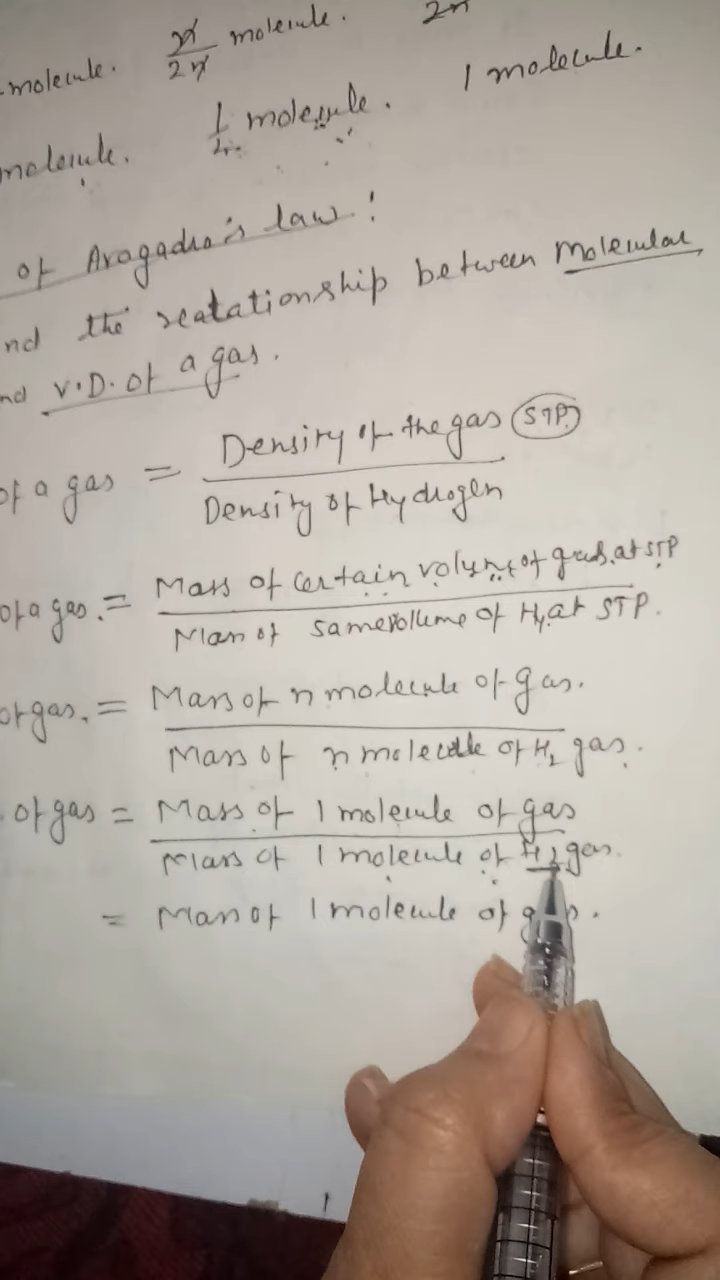 molecule. x/2x molecule. 2x
molecule. 1/2 molecule. 1 molecule.
of Avogadro's law:
nd the realationship between Molecular
nd V.D. of a gas.
of a gas = Density of the gas (STP)
Density of Hydrogen
of a gas. = Mass of certain volume of gas at STP
Mass of same volume of H2 at STP.
of gas. = Mass of n molecule of gas.
Mass of n molecule of H2 gas.
of gas = Mass of 1 molecule of gas
Mass of 1 molecule of H2 gas.
= Mass of 1 molecule of gas.